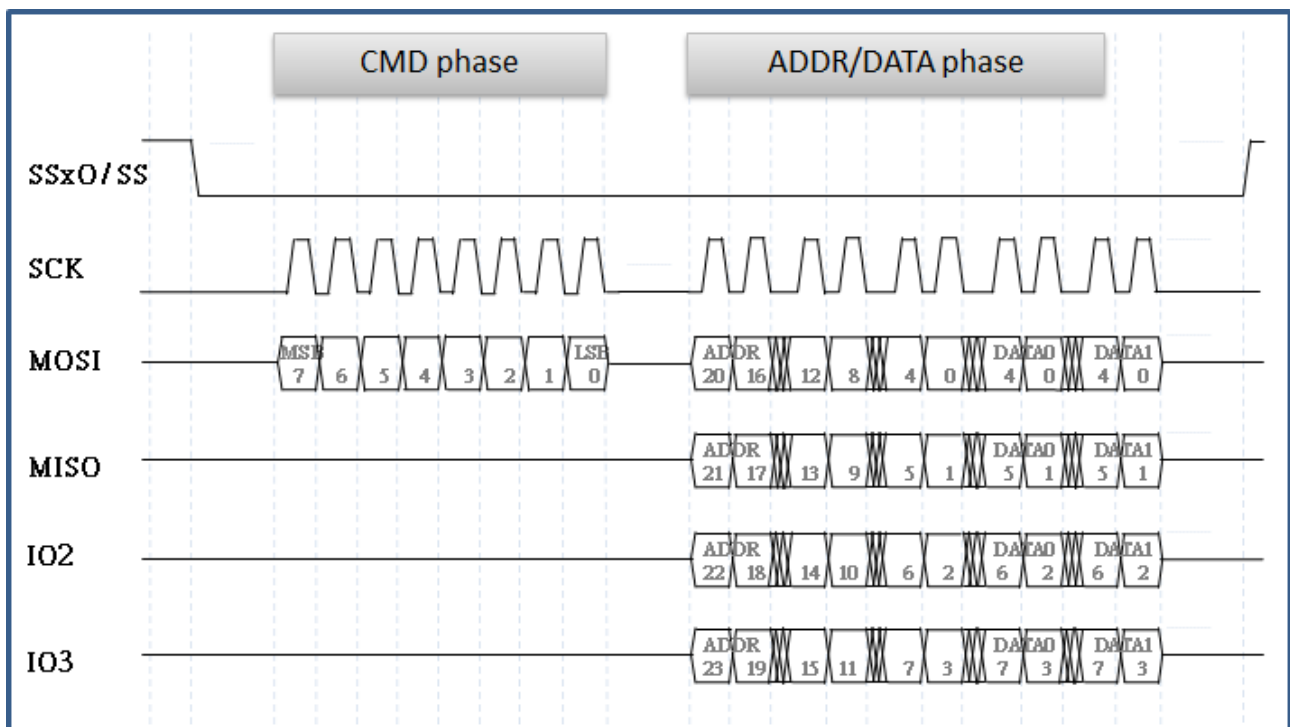 CMD phase ADDR/DATA phase
SSxO/SS
SCK
MOSI MSB LSB ADDR DATA0 DATA1
7 6 5 4 3 2 1 0 20 16 12 8 4 0 4 0 4 0
MISO ADDR DATA0 DATA1
21 17 13 9 5 1 5 1 5 1
IO2 ADDR DATA0 DATA1
22 18 14 10 6 2 6 2 6 2
IO3 ADDR DATA0 DATA1
23 19 15 11 7 3 7 3 7 3